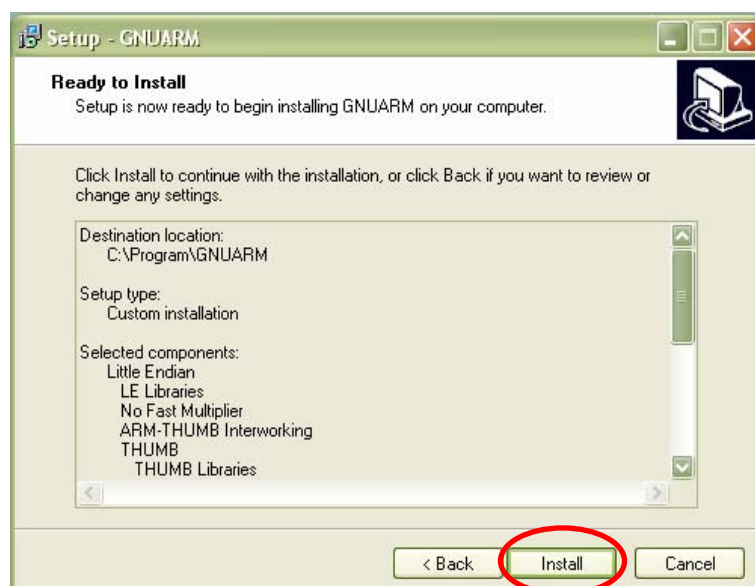 Setup - GNUARM
Ready to Install
Setup is now ready to begin installing GNUARM on your computer.
Click Install to continue with the installation, or click Back if you want to review or
change any settings.
Destination location:
C:\Program\GNUARM
Setup type:
Custom installation
Selected components:
Little Endian
LE Libraries
No Fast Multiplier
ARM-THUMB Interworking
THUMB
THUMB Libraries
< Back Install Cancel